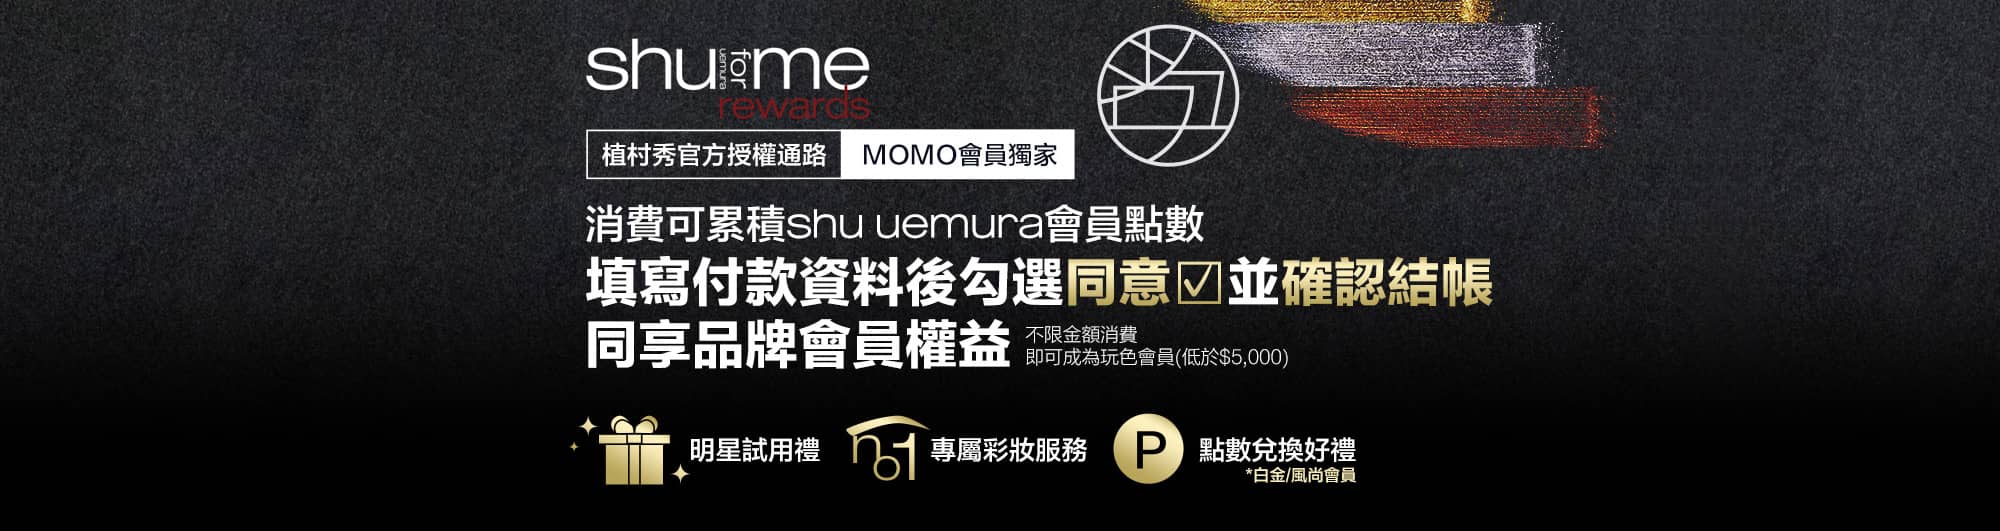 shu uemura for me
rewards
植村秀官方授權通路 MOMO會員獨家
消費可累積shu uemura會員點數
填寫付款資料後勾選同意☑並確認結帳
同享品牌會員權益
不限金額消費
即可成為玩色會員(低於$5,000)
明星試用禮
no1
專屬彩妝服務
P
點數兌換好禮
*白金/風尚會員